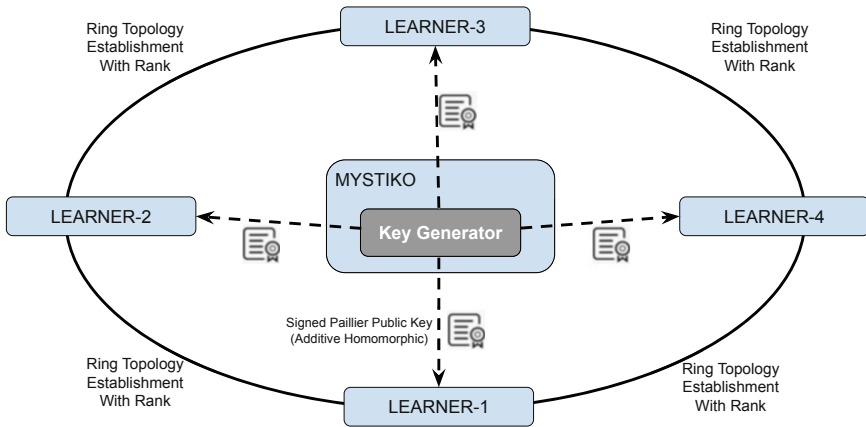 LEARNER-3
Ring Topology
Establishment
With Rank
Ring Topology
Establishment
With Rank
MYSTIKO
LEARNER-2
Key Generator
LEARNER-4
Signed Paillier Public Key
(Additive Homomorphic)
Ring Topology
Establishment
With Rank
Ring Topology
Establishment
With Rank
LEARNER-1